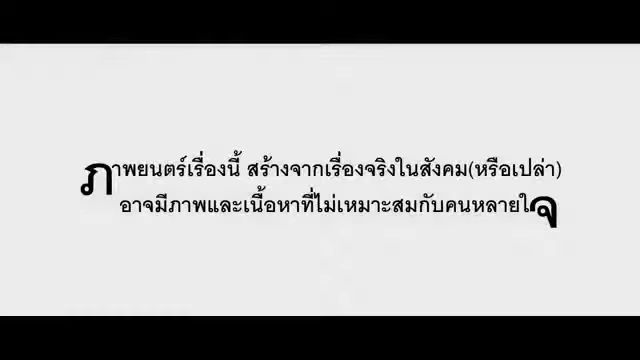 ภาพยนตร์เรื่องนี้ สร้างจากเรื่องจริงในสังคม(หรือเปล่า)
อาจมีภาพและเนื้อหาที่ไม่เหมาะสมกับคนหลายใจ